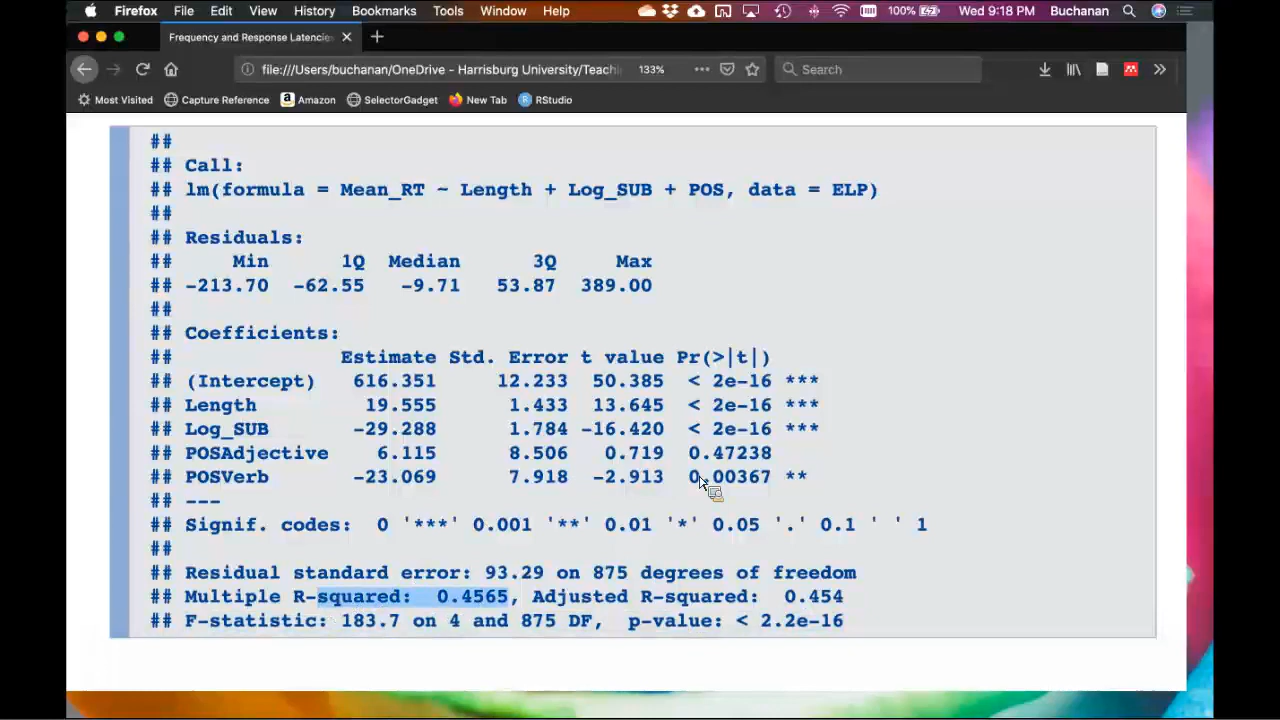 Firefox File Edit View History Bookmarks Tools Window Help 100% Wed 9:18 PM Buchanan
Frequency and Response Latencies
file:///Users/buchanan/OneDrive - Harrisburg University/Teachi 133% Search
Most Visited Capture Reference Amazon SelectorGadget New Tab RStudio
##
## Call:
## lm(formula = Mean_RT ~ Length + Log_SUB + POS, data = ELP)
##
## Residuals:
## Min 1Q Median 3Q Max
## -213.70 -62.55 -9.71 53.87 389.00
##
## Coefficients:
## Estimate Std. Error t value Pr(>|t|)
## (Intercept) 616.351 12.233 50.385 < 2e-16 ***
## Length 19.555 1.433 13.645 < 2e-16 ***
## Log_SUB -29.288 1.784 -16.420 < 2e-16 ***
## POSAdjective 6.115 8.506 0.719 0.47238
## POSVerb -23.069 7.918 -2.913 0.00367 **
## ---
## Signif. codes: 0 '***' 0.001 '**' 0.01 '*' 0.05 '.' 0.1 ' ' 1
##
## Residual standard error: 93.29 on 875 degrees of freedom
## Multiple R-squared: 0.4565, Adjusted R-squared: 0.454
## F-statistic: 183.7 on 4 and 875 DF, p-value: < 2.2e-16